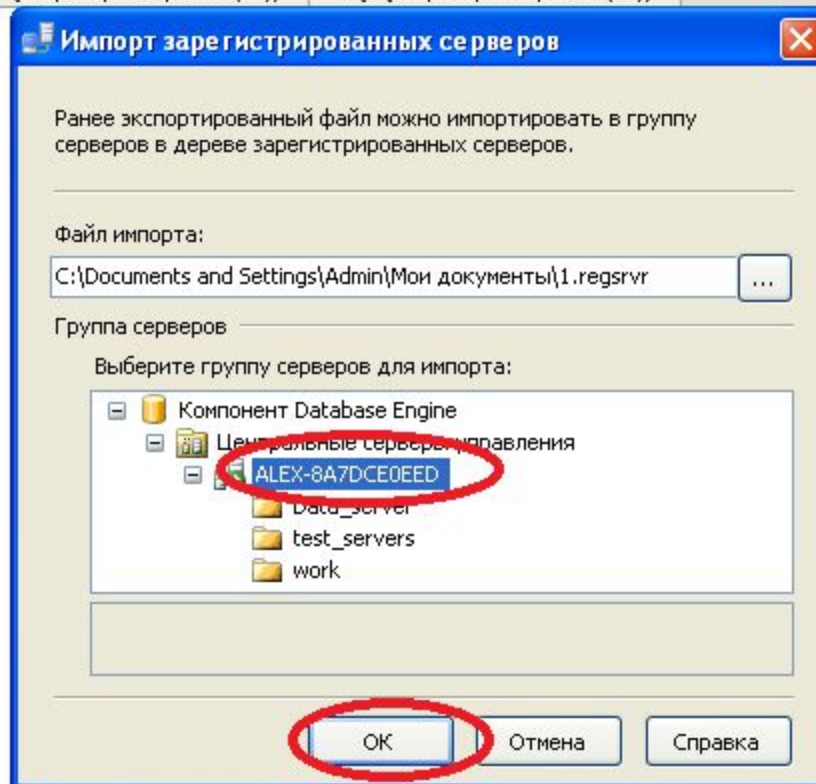 Импорт зарегистрированных серверов
Ранее экспортированный файл можно импортировать в группу
серверов в дереве зарегистрированных серверов.
Файл импорта:
C:\Documents and Settings\Admin\Мои документы\1.regsrvr
...
Группа серверов
Выберите группу серверов для импорта:
Компонент Database Engine
Центральные серверы управления
ALEX-8A7DCE0EED
Data_server
test_servers
work
ОК
Отмена
Справка